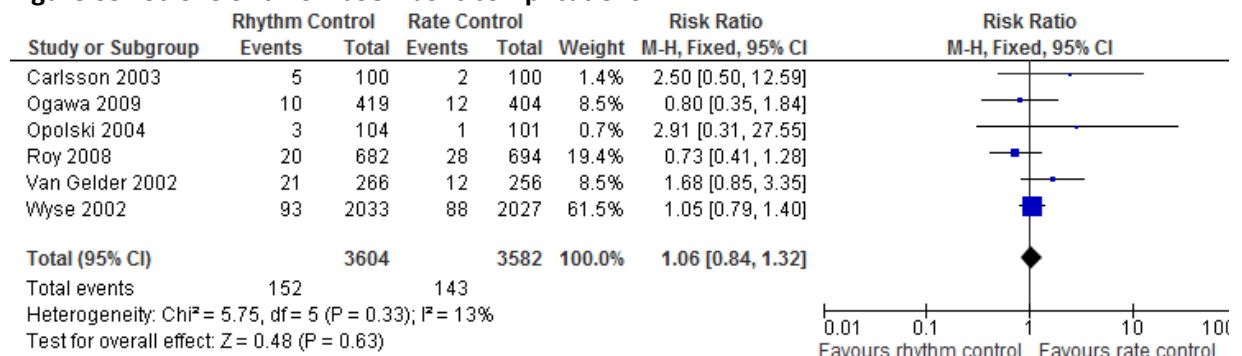 Rhythm Control Rate Control Risk Ratio Risk Ratio
Study or Subgroup Events Total Events Total Weight M-H, Fixed, 95% CI M-H, Fixed, 95% CI
Carlsson 2003 5 100 2 100 1.4% 2.50 [0.50, 12.59]
Ogawa 2009 10 419 12 404 8.5% 0.80 [0.35, 1.84]
Opolski 2004 3 104 1 101 0.7% 2.91 [0.31, 27.55]
Roy 2008 20 682 28 694 19.4% 0.73 [0.41, 1.28]
Van Gelder 2002 21 266 12 256 8.5% 1.68 [0.85, 3.35]
Wyse 2002 93 2033 88 2027 61.5% 1.05 [0.79, 1.40]
Total (95% CI) 3604 3582 100.0% 1.06 [0.84, 1.32]
Total events 152 143
Heterogeneity: Chi² = 5.75, df = 5 (P = 0.33); I² = 13%
Test for overall effect: Z = 0.48 (P = 0.63)
0.01 0.1 1 10 100
Favours rhythm control Favours rate control